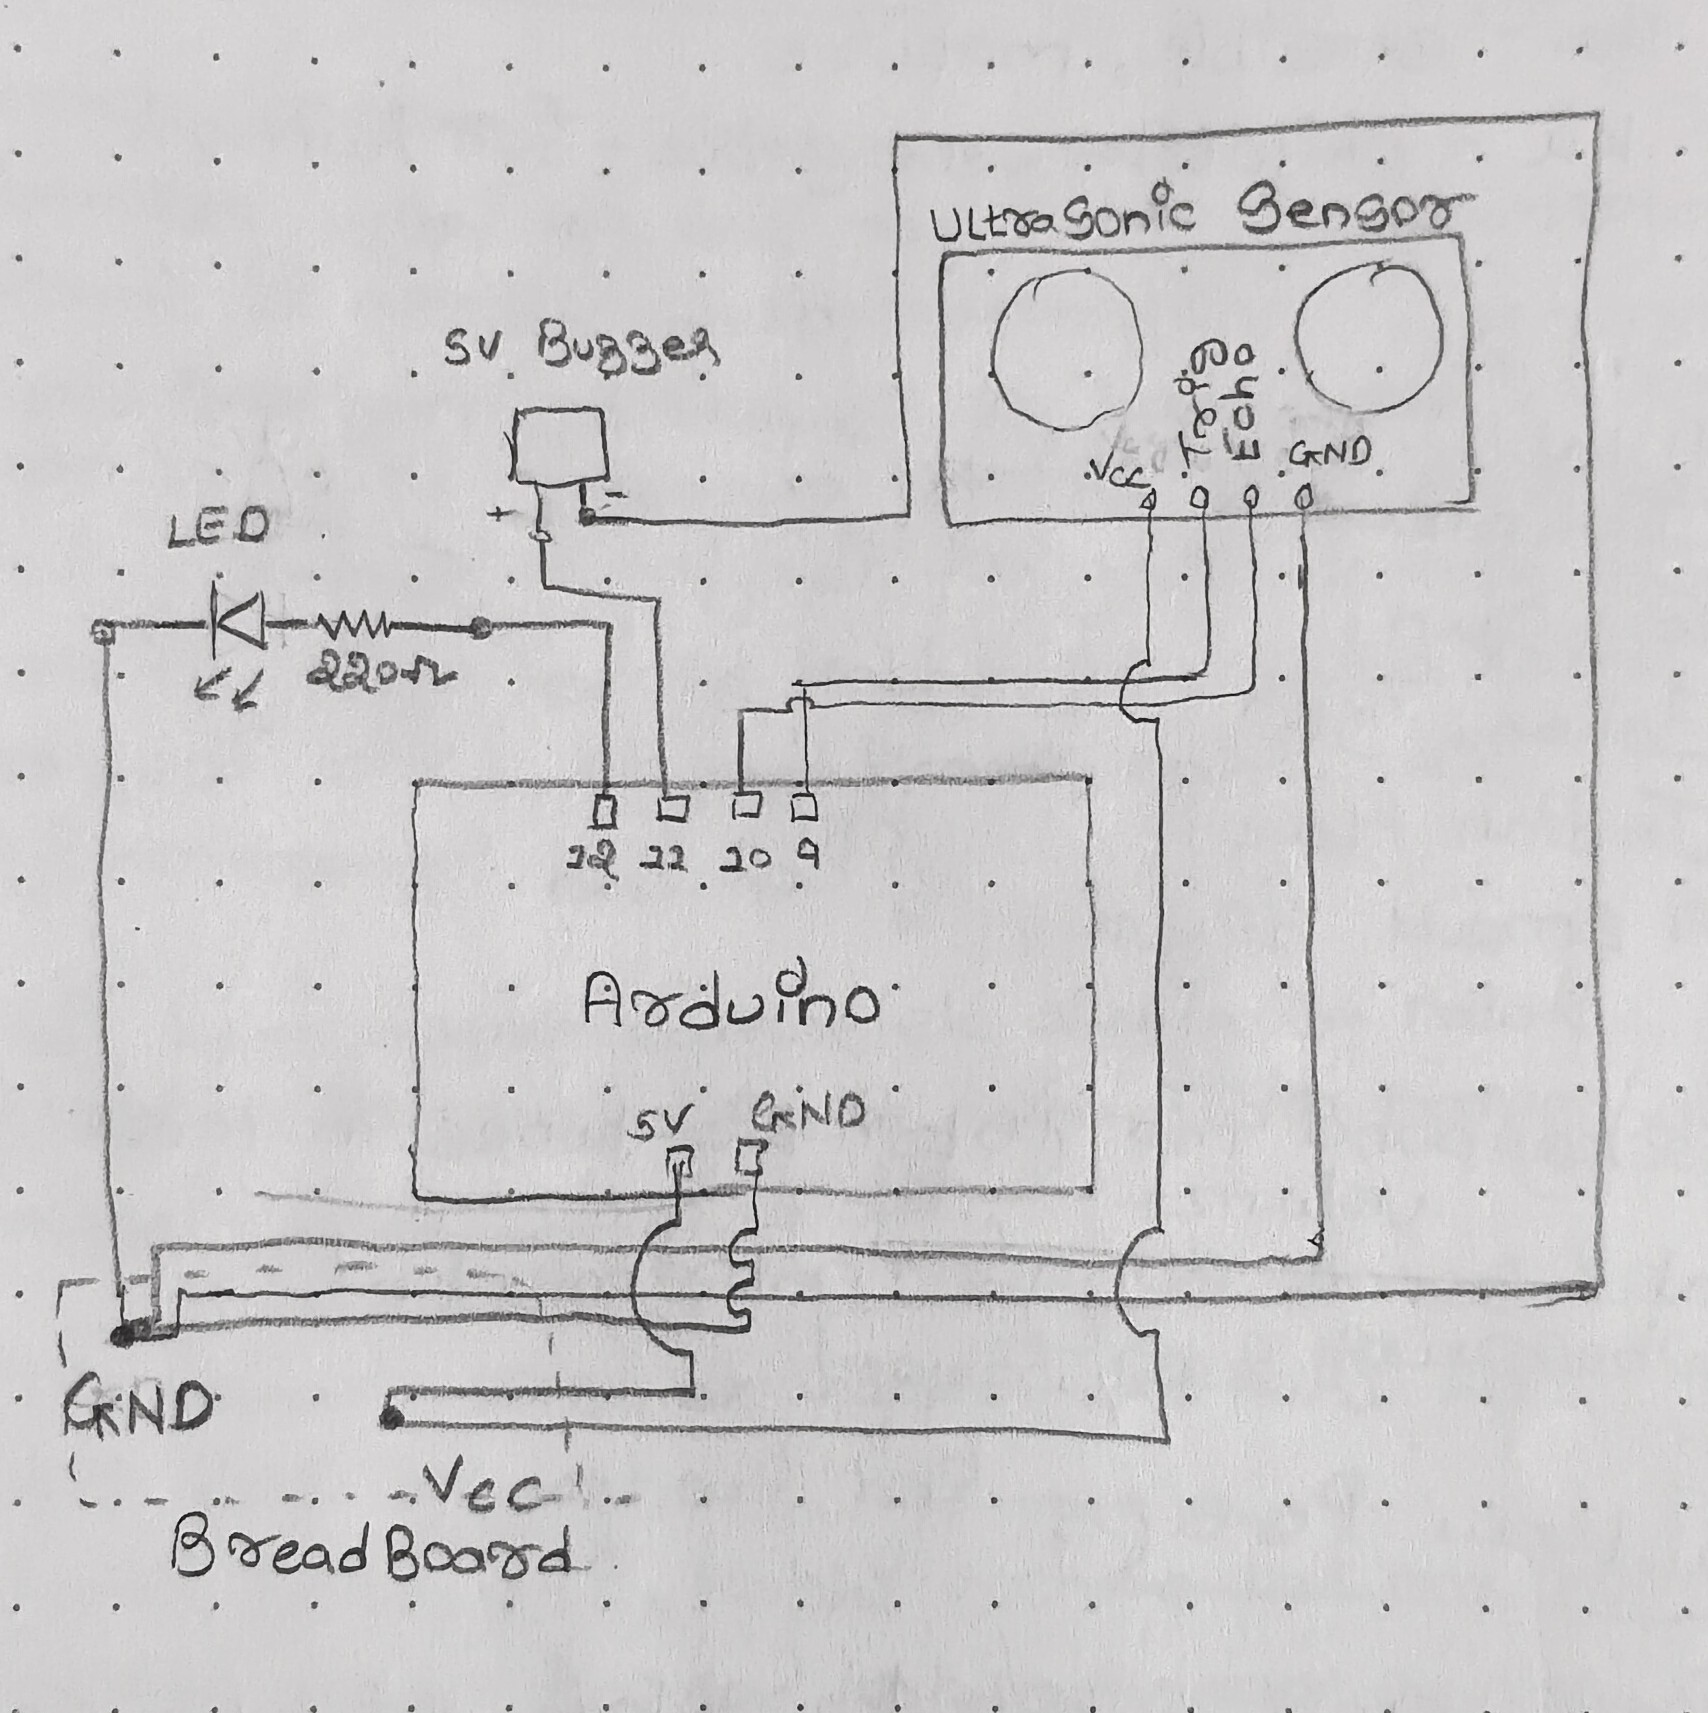 UltraSonic Sensor
5V Buzzer
Trig
Echo
Vcc
GND
+
-
LED
220Ω
12 11 10 9
Arduino
5V GND
GND
Vcc
BreadBoard